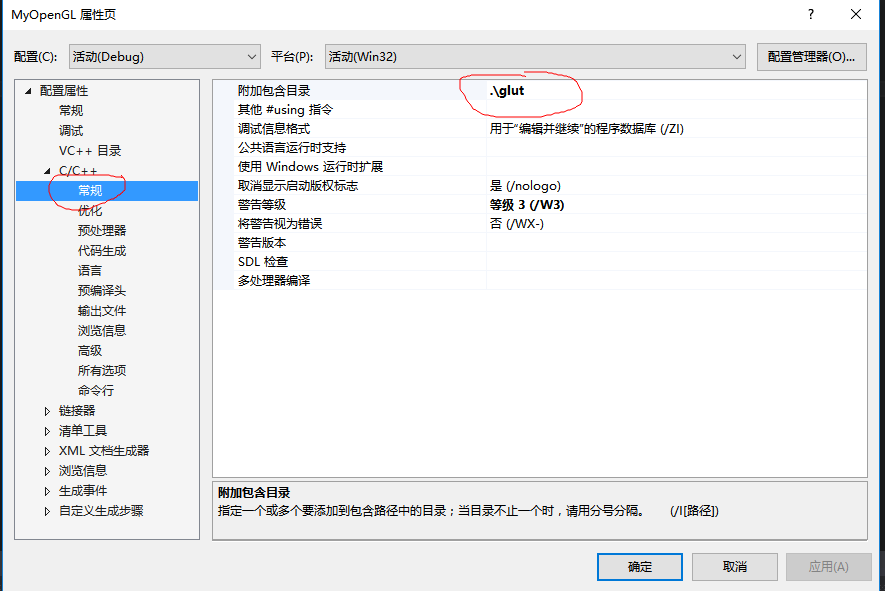 MyOpenGL 属性页
?
配置(C): 活动(Debug) 平台(P): 活动(Win32) 配置管理器(O)...
配置属性
常规
调试
VC++ 目录
C/C++
常规
优化
预处理器
代码生成
语言
预编译头
输出文件
浏览信息
高级
所有选项
命令行
链接器
清单工具
XML 文档生成器
浏览信息
生成事件
自定义生成步骤
附加包含目录 .\glut
其他 #using 指令
调试信息格式 用于“编辑并继续”的程序数据库 (/ZI)
公共语言运行时支持
使用 Windows 运行时扩展
取消显示启动版权标志 是 (/nologo)
警告等级 等级 3 (/W3)
将警告视为错误 否 (/WX-)
警告版本
SDL 检查
多处理器编译
附加包含目录
指定一个或多个要添加到包含路径中的目录；当目录不止一个时，请用分号分隔。 (/I[路径])
确定 取消 应用(A)